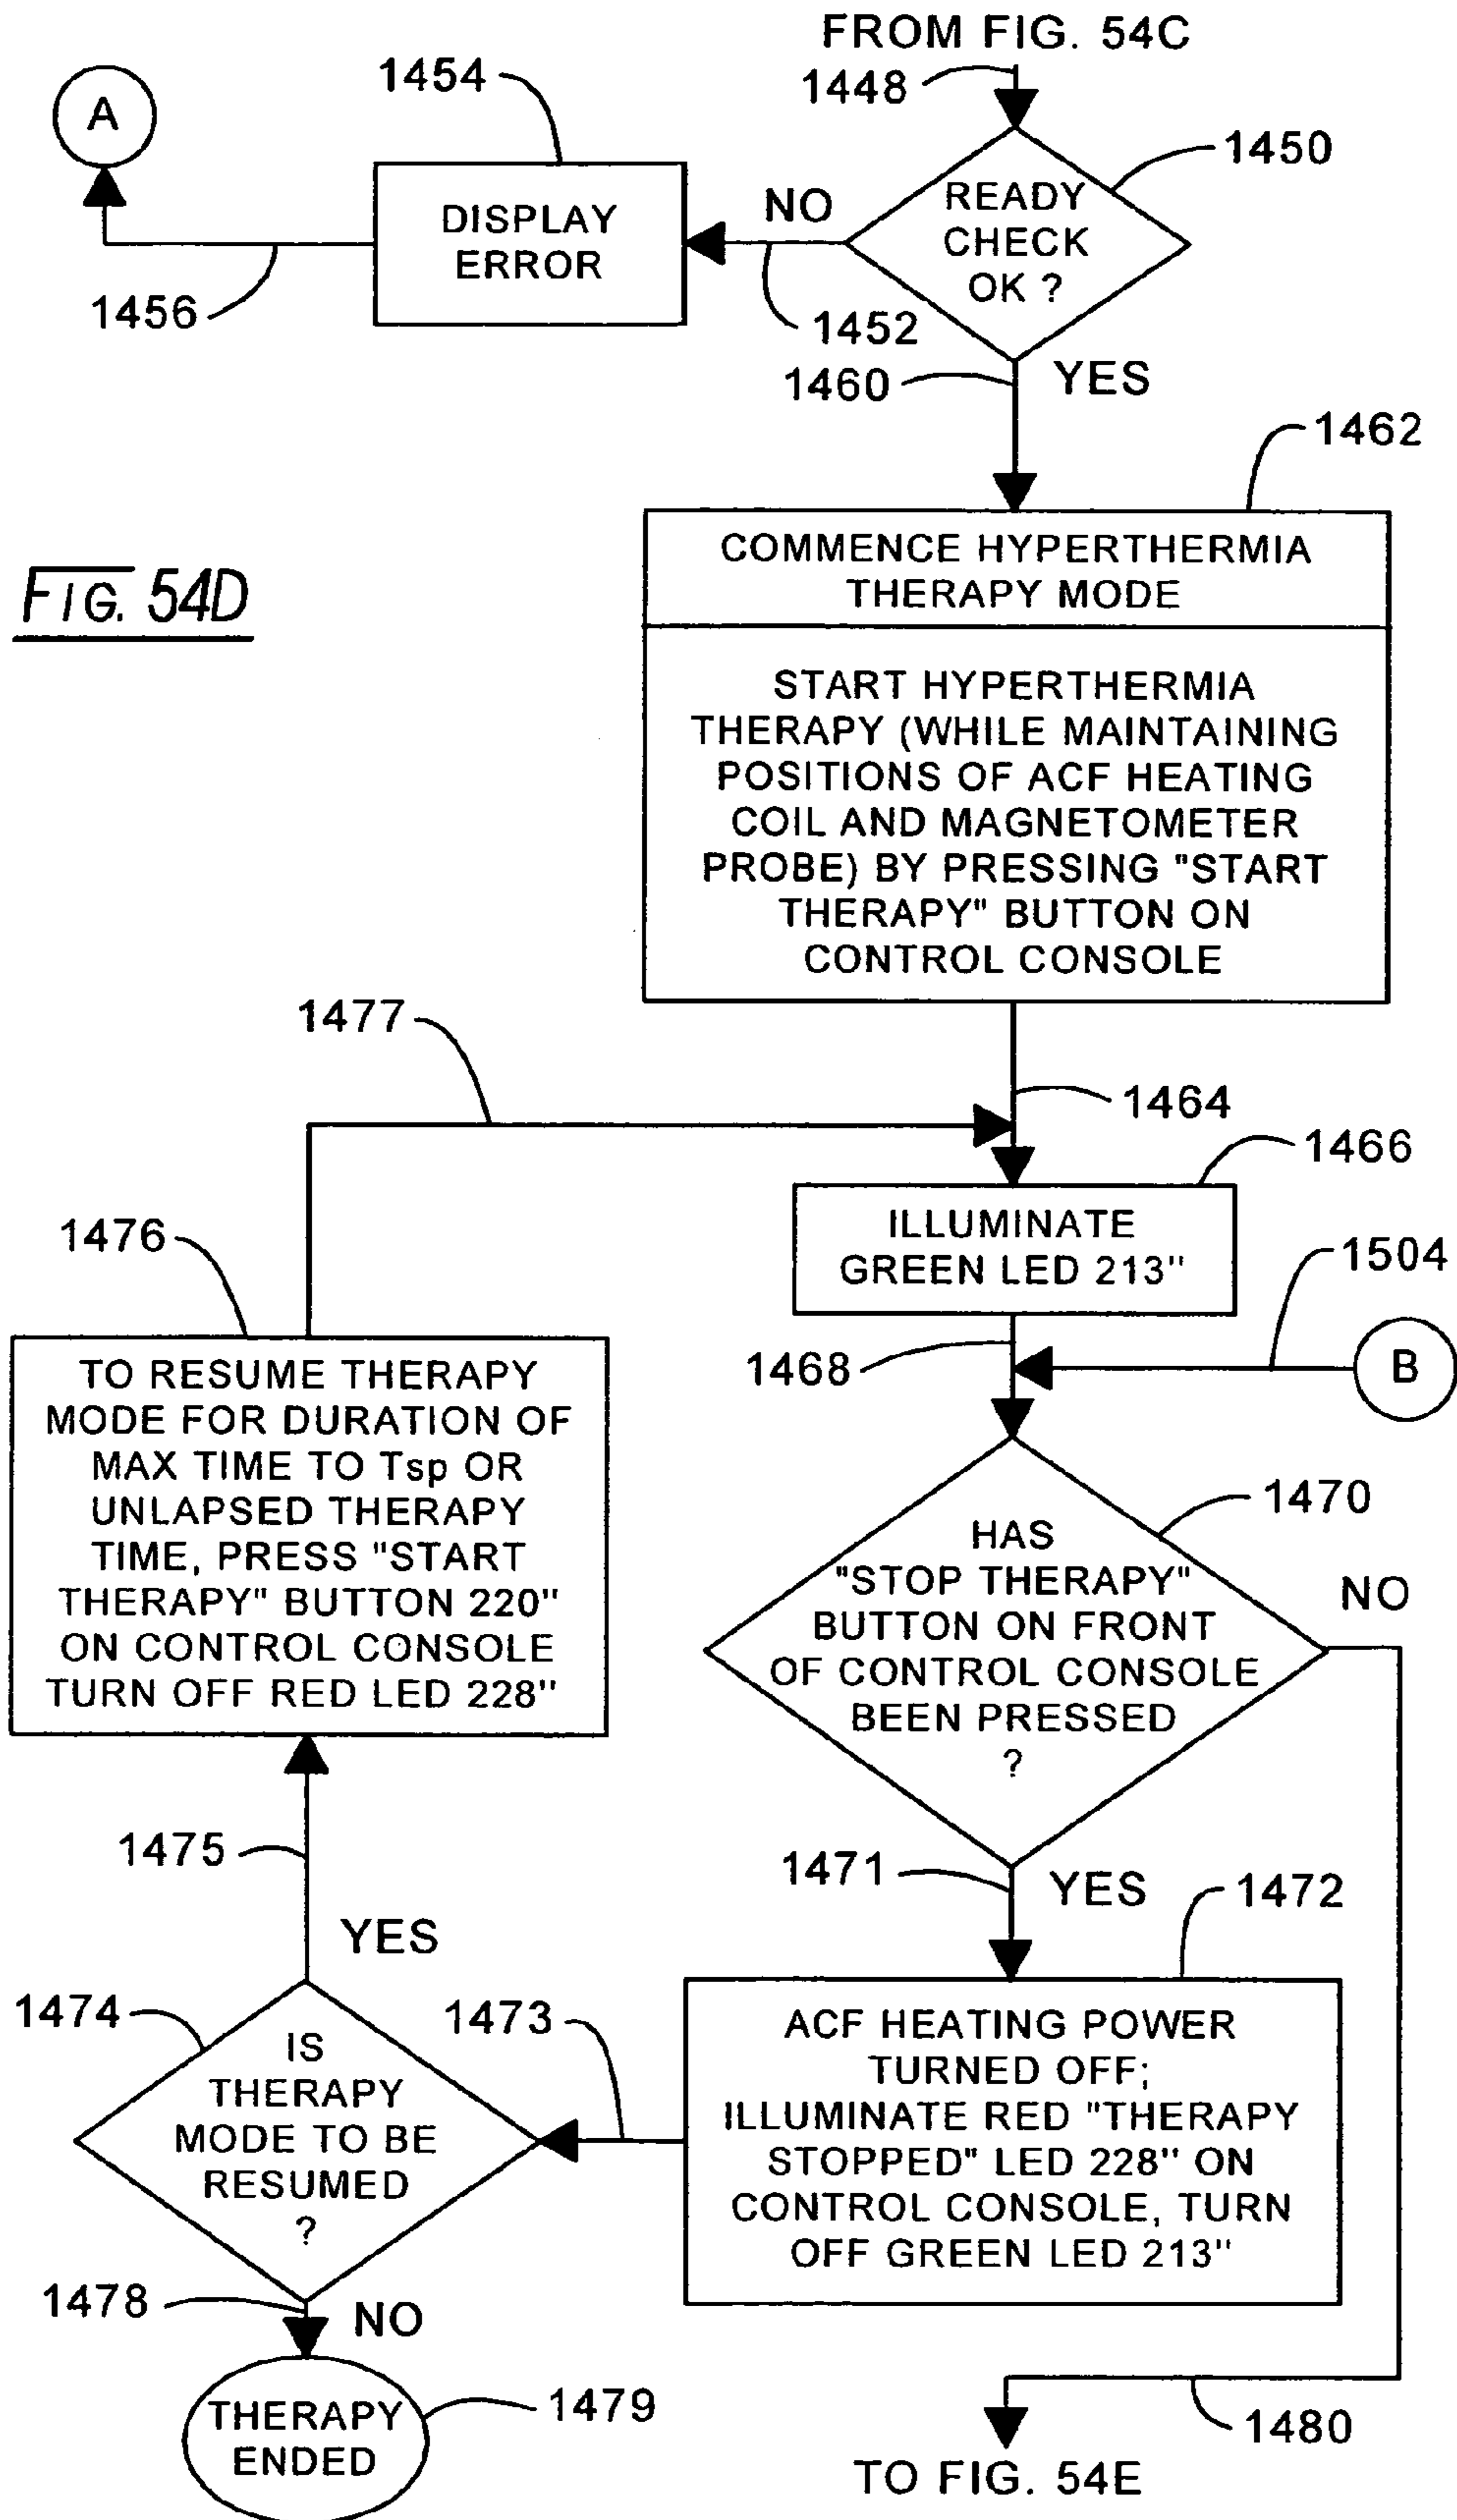 FROM FIG. 54C
1448
A
1454
1450
READY
CHECK
OK ?
NO
DISPLAY
ERROR
1456
1452
1460
YES
1462
FIG. 54D
COMMENCE HYPERTHERMIA
THERAPY MODE
START HYPERTHERMIA
THERAPY (WHILE MAINTAINING
POSITIONS OF ACF HEATING
COIL AND MAGNETOMETER
PROBE) BY PRESSING "START
THERAPY" BUTTON ON
CONTROL CONSOLE
1477
1464
1466
ILLUMINATE
GREEN LED 213"
1476
1504
1468
B
TO RESUME THERAPY
MODE FOR DURATION OF
MAX TIME TO Tsp OR
UNLAPSED THERAPY
TIME, PRESS "START
THERAPY" BUTTON 220"
ON CONTROL CONSOLE
TURN OFF RED LED 228"
1470
HAS
"STOP THERAPY"
BUTTON ON FRONT
OF CONTROL CONSOLE
BEEN PRESSED
?
NO
1475
YES
1471
YES
1472
1474
1473
IS
THERAPY
MODE TO BE
RESUMED
?
ACF HEATING POWER
TURNED OFF;
ILLUMINATE RED "THERAPY
STOPPED" LED 228" ON
CONTROL CONSOLE, TURN
OFF GREEN LED 213"
1478
NO
THERAPY
ENDED
1479
1480
TO FIG. 54E